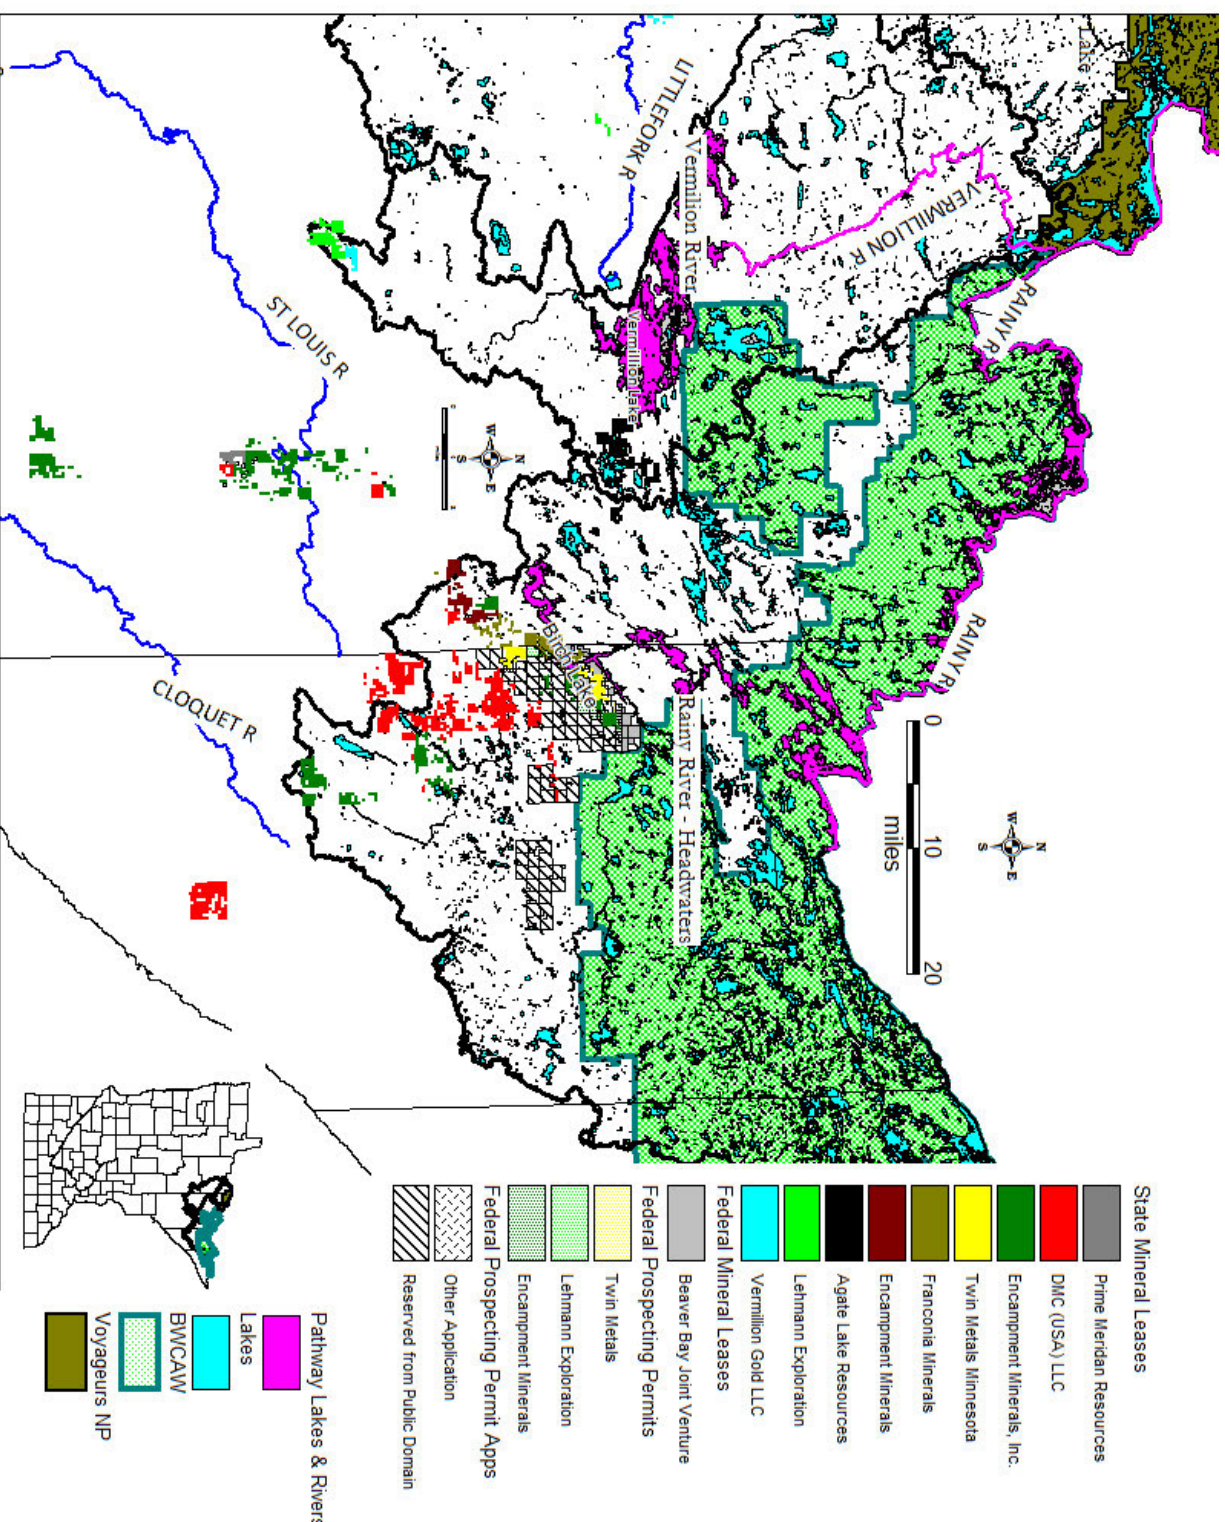 Lake
LITTLEFORK R
Vermilion River
VERMILLION R
RAINY R
Vermillion Lake
ST LOUIS R
W N E S
RAINY R
Birch Lake
CLOQUET R
Rainy River - Headwaters
0 10 20
miles
W N E S
State Mineral Leases
Prime Meridan Resources
DMC (USA) LLC
Encampment Minerals, Inc.
Twin Metals Minnesota
Franconia Minerals
Encampment Minerals
Agate Lake Resources
Lehmann Exploration
Vermillion Gold LLC
Federal Mineral Leases
Beaver Bay Joint Venture
Federal Prospecting Permits
Twin Metals
Lehmann Exploration
Encampment Minerals
Federal Prospecting Permit Apps
Other Application
Reserved from Public Domain
Pathway Lakes & Rivers
Lakes
BWCAW
Voyageurs NP